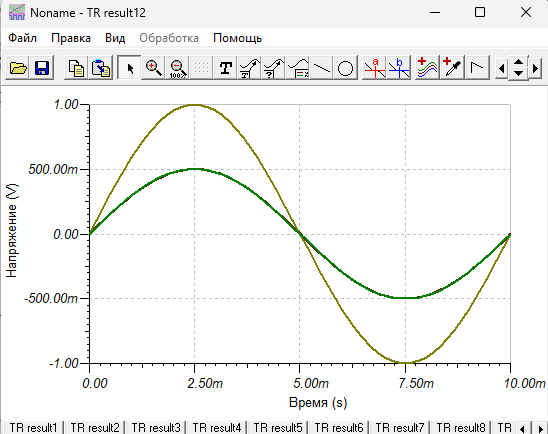 Noname - TR result12
Файл Правка Вид Обработка Помощь
100% T a b
1.00
500.00m
Напряжение (V)
0.00
-500.00m
-1.00
0.00 2.50m 5.00m 7.50m 10.00m
Время (s)
TR result1 TR result2 TR result3 TR result4 TR result5 TR result6 TR result7 TR result8 TR